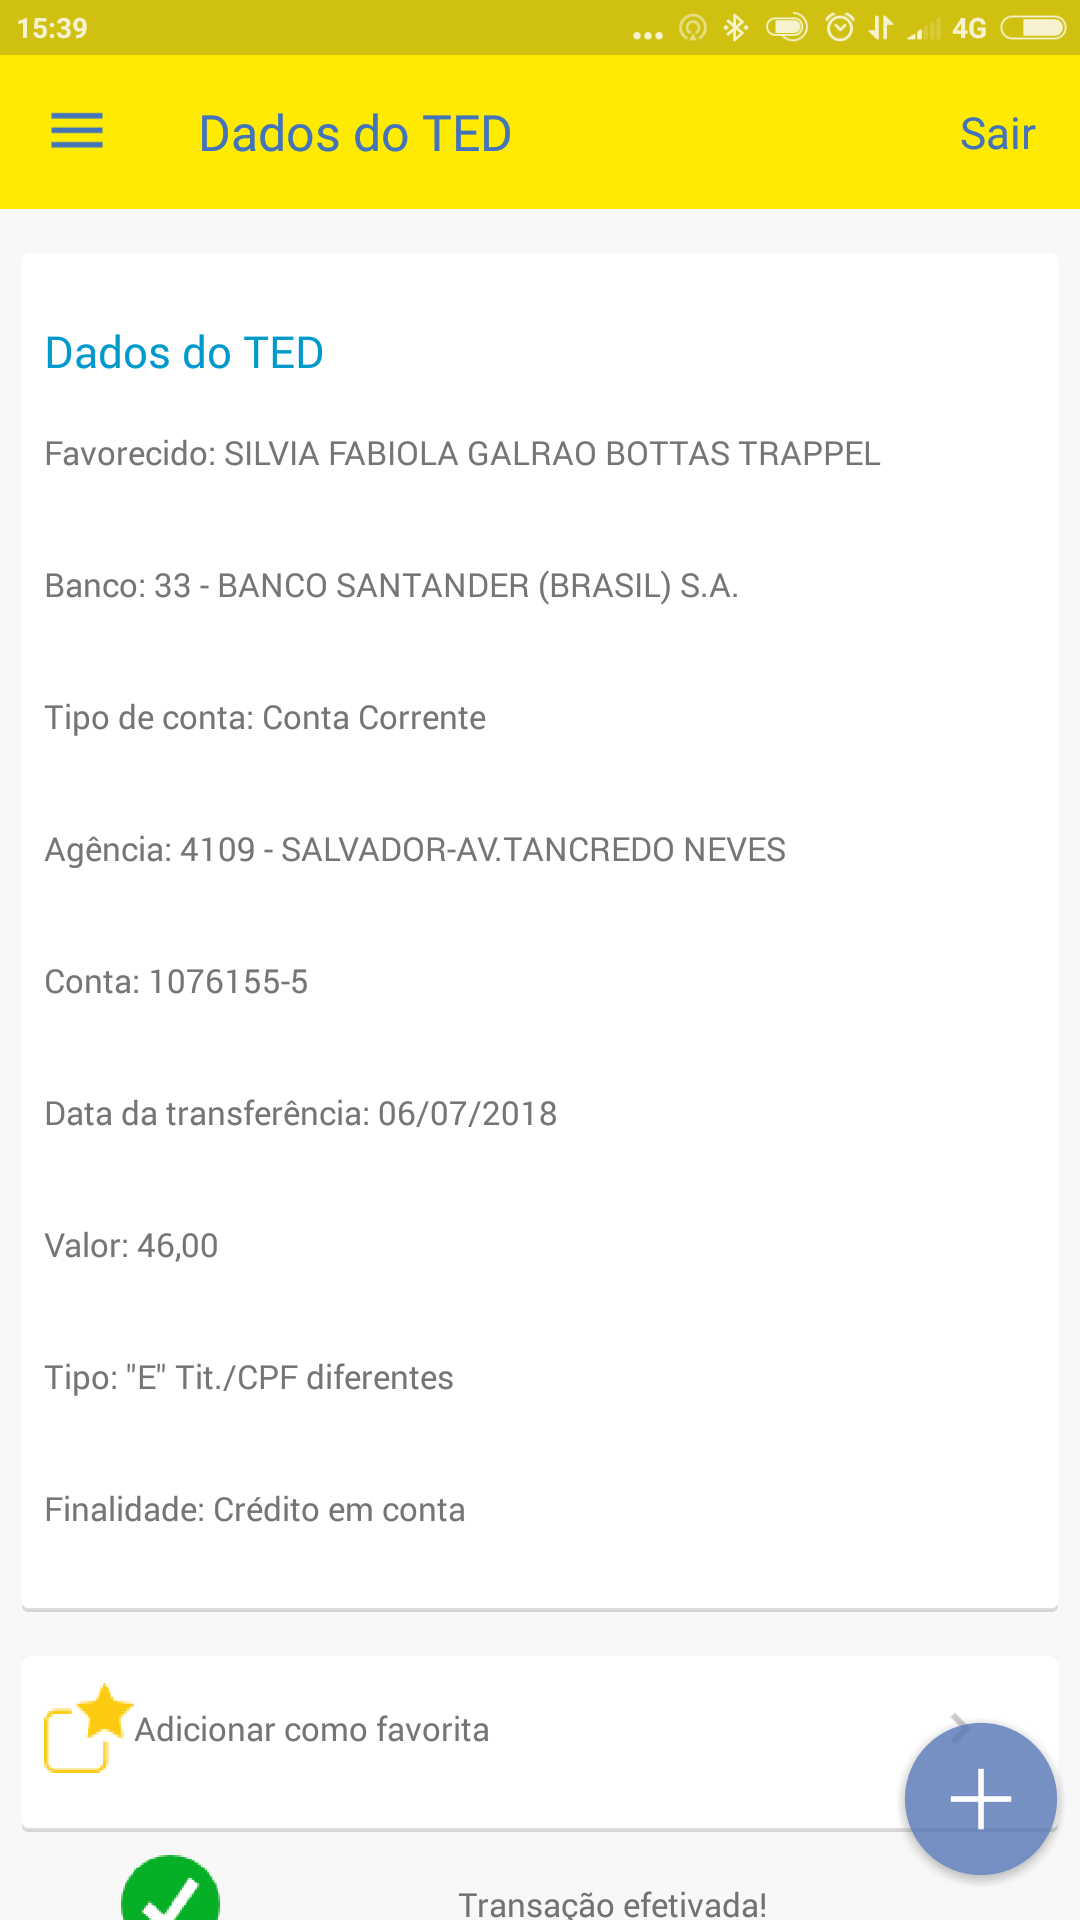 15:39
4G
Dados do TED
Sair
Dados do TED
Favorecido: SILVIA FABIOLA GALRAO BOTTAS TRAPPEL
Banco: 33 - BANCO SANTANDER (BRASIL) S.A.
Tipo de conta: Conta Corrente
Agência: 4109 - SALVADOR-AV.TANCREDO NEVES
Conta: 1076155-5
Data da transferência: 06/07/2018
Valor: 46,00
Tipo: "E" Tit./CPF diferentes
Finalidade: Crédito em conta
Adicionar como favorita
Transação efetivada!